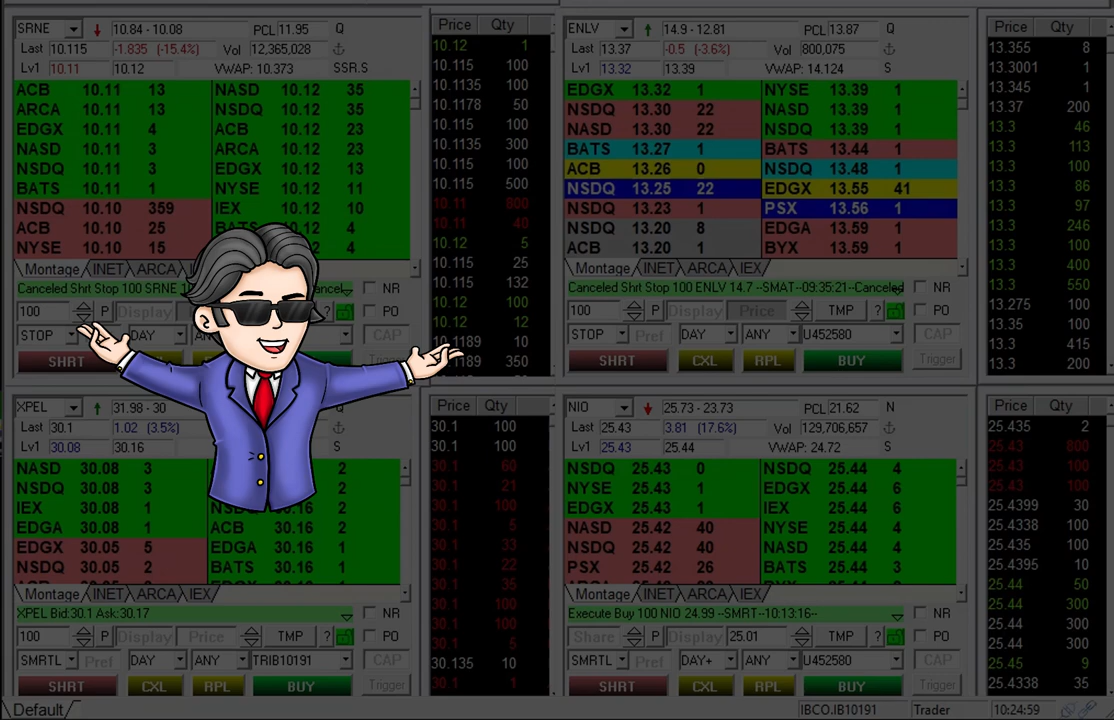 SRNE 10.84 - 10.08 PCL 11.95 Q
Last 10.115 -1.835 (-15.4%) Vol 12,365,028
Lv1 10.11 10.12 VWAP: 10.373 SSR.S
ACB 10.11 13 NASD 10.12 35
ARCA 10.11 13 NSDQ 10.12 35
EDGX 10.11 4 ACB 10.12 23
NASD 10.11 3 ARCA 10.12 23
NSDQ 10.11 3 EDGX 10.12 13
BATS 10.11 1 NYSE 10.12 11
NSDQ 10.10 359 IEX 10.12 10
ACB 10.10 25 BATS 10.12 4
NYSE 10.10 15 10.12 4
Montage INET ARCA
Canceled Shrt Stop 100 SRNE NR
100 P Display PO
STOP DAY CAP
SHRT
Price Qty
10.12 1
10.115 100
10.1135 100
10.1178 50
10.115 100
10.1135 300
10.115 100
10.115 500
10.11 800
10.11 40
10.12 5
10.115 25
10.115 132
10.12 100
10.12 12
10
350
ENLV 14.9 - 12.81 PCL 13.87 Q
Last 13.37 -0.5 (-3.6%) Vol 800,075
Lv1 13.32 13.39 VWAP: 14.124 S
EDGX 13.32 1 NYSE 13.39 1
NSDQ 13.30 22 NASD 13.39 1
NASD 13.30 22 NSDQ 13.39 1
BATS 13.27 1 BATS 13.44 1
ACB 13.26 0 NSDQ 13.48 1
NSDQ 13.25 22 EDGX 13.55 41
NSDQ 13.23 1 PSX 13.56 1
NSDQ 13.20 8 EDGA 13.59 1
ACB 13.20 1 BYX 13.59 1
Montage INET ARCA IEX
Canceled Shrt Stop 100 ENLV 14.7 --SMAT--09:35:21--Canceled NR
100 P Display Price TMP ? PO
STOP Pref DAY ANY U452580 CAP
SHRT CXL RPL BUY Trigger
Price Qty
13.355 8
13.3001 1
13.345 1
13.37 200
13.3 46
13.3 113
13.3 100
13.3 86
13.3 97
13.3 246
13.3 100
13.3 400
13.3 550
13.275 100
13.35 100
13.3 100
13.3 200
XPEL 31.98 - 30
Last 30.1 1.02 (3.5%)
Lv1 30.08 30.16 S
NASD 30.08 3 2
NSDQ 30.08 3 30.16 2
IEX 30.08 1 30.16 2
EDGA 30.08 1 ACB 30.16 2
EDGX 30.05 5 EDGA 30.16 1
NSDQ 30.05 2 BATS 30.16 1
Montage INET ARCA IEX
XPEL Bid:30.1 Ask:30.17 NR
100 P Display Price TMP ? PO
SMRTL Pref DAY ANY TRIB10191 CAP
SHRT CXL RPL BUY Trigger
Price Qty
30.1 100
30.1 100
30.1 60
30.1 21
30.1 100
30.1 5
30.1 33
30.1 22
30.1 35
30.1 100
30.1 100
30.1 5
30.135 10
30.1 1
NIO 25.73 - 23.73 PCL 21.62 N
Last 25.43 3.81 (17.6%) Vol 129,706,657
Lv1 25.43 25.44 VWAP: 24.72 S
NSDQ 25.43 0 NSDQ 25.44 4
NYSE 25.43 1 EDGX 25.44 6
EDGX 25.43 1 IEX 25.44 6
NASD 25.42 40 NYSE 25.44 4
NSDQ 25.42 40 NASD 25.44 4
PSX 25.42 26 BATS 25.44 3
Montage INET ARCA IEX
Execute Buy 100 NIO 24.99 --SMRT--10:13:16-- NR
Share P Display 25.01 TMP ? PO
SMRTL Pref DAY+ ANY U452580 CAP
SHRT CXL RPL BUY Trigger
Price Qty
25.435 2
25.43 800
25.43 100
25.43 100
25.4399 30
25.4338 100
25.435 100
25.4395 10
25.44 50
25.44 300
25.44 300
25.44 300
25.45 9
25.4338 35
Default IBCO.IB10191 Trader 10:24:59